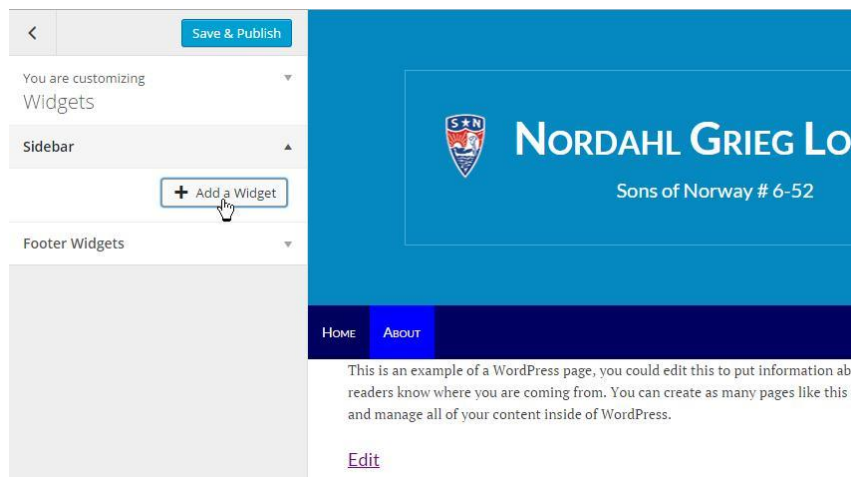 Save & Publish
You are customizing
Widgets
Sidebar
+ Add a Widget
Footer Widgets
S★N
NORDAHL GRIEG LO
Sons of Norway # 6-52
HOME ABOUT
This is an example of a WordPress page, you could edit this to put information ab
readers know where you are coming from. You can create as many pages like this
and manage all of your content inside of WordPress.
Edit